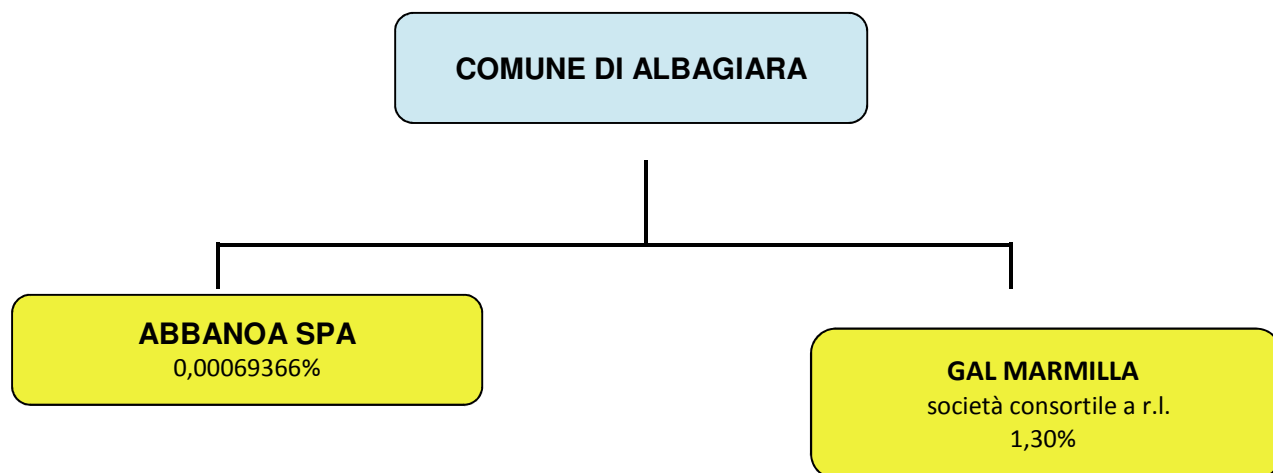 COMUNE DI ALBAGIARA
ABBANOA SPA
0,00069366%
GAL MARMILLA
società consortile a r.l.
1,30%